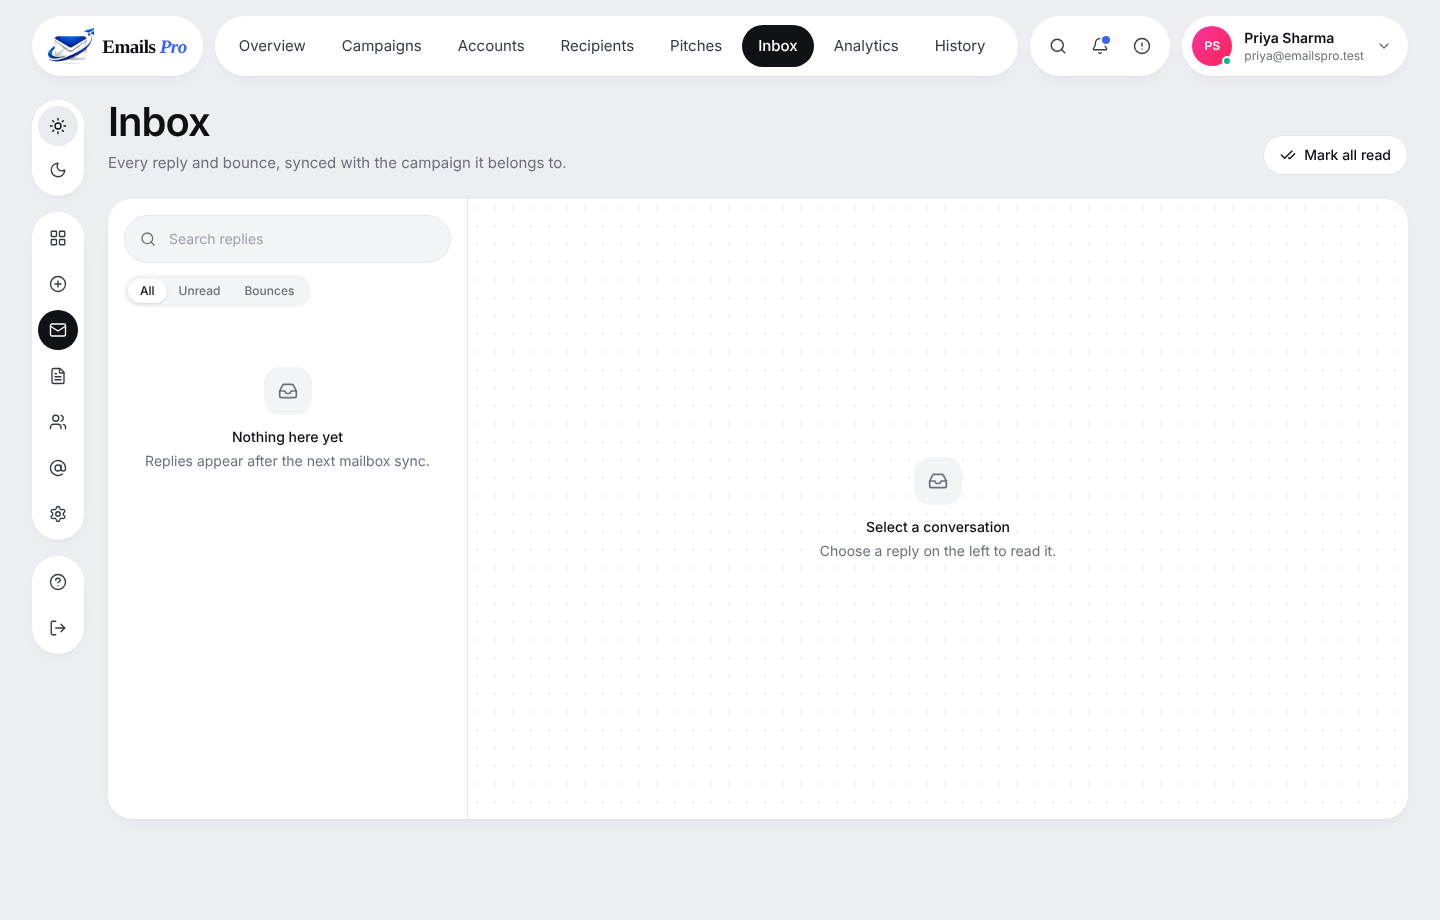 Emails Pro
Overview
Campaigns
Accounts
Recipients
Pitches
Inbox
Analytics
History
PS
Priya Sharma
priya@emailspro.test
Inbox
Every reply and bounce, synced with the campaign it belongs to.
Mark all read
Search replies
All
Unread
Bounces
Nothing here yet
Replies appear after the next mailbox sync.
Select a conversation
Choose a reply on the left to read it.